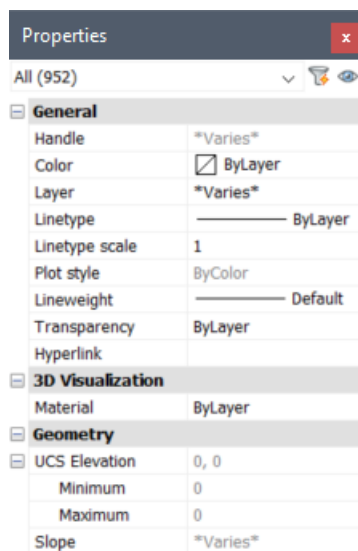 Properties x
All (952)
General
Handle *Varies*
Color ByLayer
Layer *Varies*
Linetype ByLayer
Linetype scale 1
Plot style ByColor
Lineweight Default
Transparency ByLayer
Hyperlink
3D Visualization
Material ByLayer
Geometry
UCS Elevation 0, 0
Minimum 0
Maximum 0
Slope *Varies*